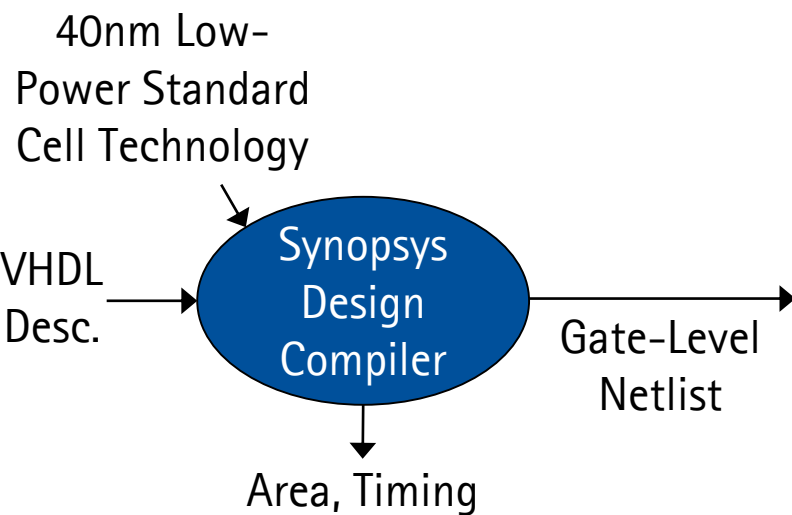 40nm Low-
Power Standard
Cell Technology
VHDL
Desc.
Synopsys
Design
Compiler
Gate-Level
Netlist
Area, Timing